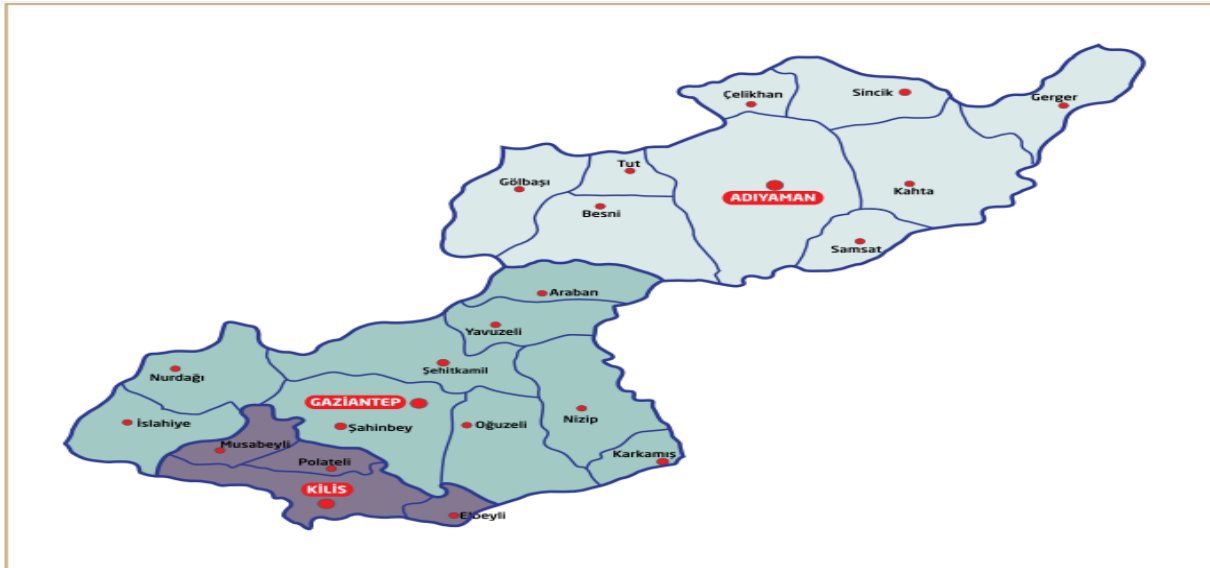 Çelikhan
Sincik
Gerger
Tut
Gölbaşı
ADIYAMAN
Kahta
Besni
Samsat
Araban
Yavuzeli
Şehitkamil
Nurdağı
GAZİANTEP
İslahiye
Şahinbey
Oğuzeli
Nizip
Musabeyli
Karkamış
Polateli
KİLİS
Elbeyli